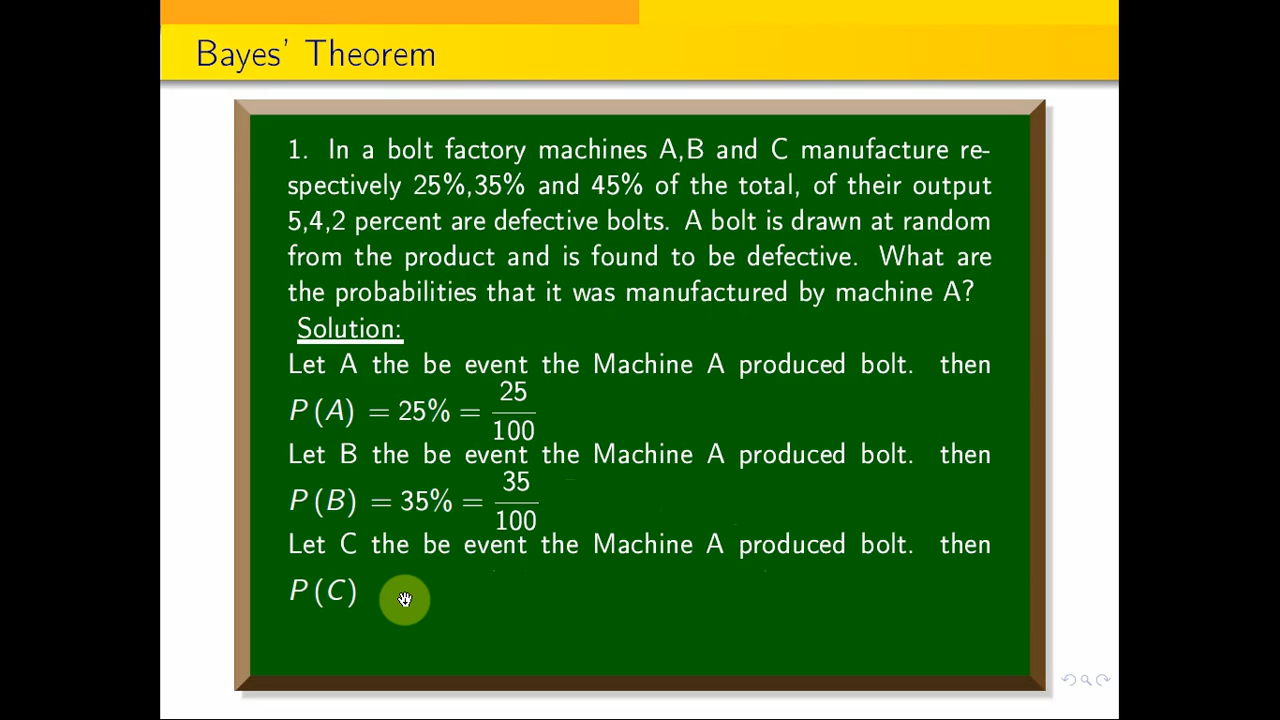 Bayes' Theorem
1. In a bolt factory machines A,B and C manufacture re-
spectively 25%,35% and 45% of the total, of their output
5,4,2 percent are defective bolts. A bolt is drawn at random
from the product and is found to be defective. What are
the probabilities that it was manufactured by machine A?
Solution:
Let A the be event the Machine A produced bolt. then
P(A) = 25% = 25/100
Let B the be event the Machine A produced bolt. then
P(B) = 35% = 35/100
Let C the be event the Machine A produced bolt. then
P(C)